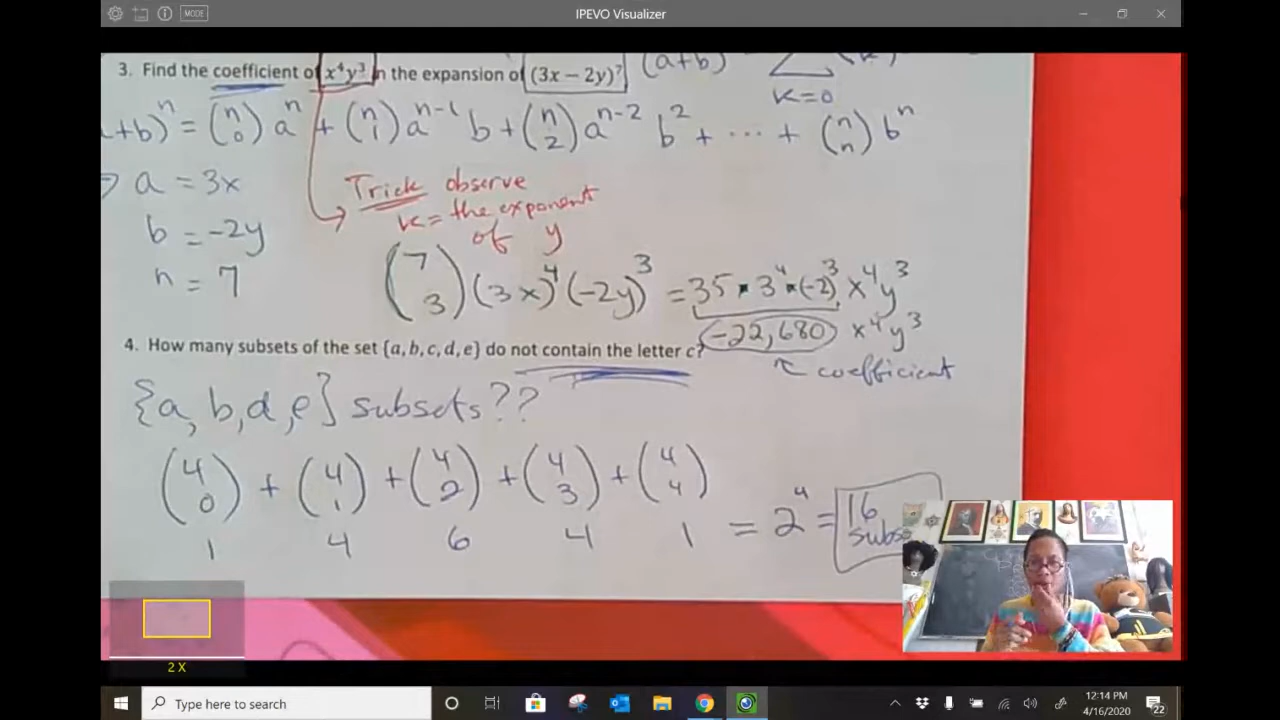 IPEVO Visualizer
MODE
3. Find the coefficient of x⁴y³ in the expansion of (3x − 2y)⁷ (a+b)
K=0
a+b)ⁿ = (n 0) aⁿ + (n 1) aⁿ⁻¹ b + (n 2) aⁿ⁻² b² + ... + (n n) bⁿ
⇒ a = 3x
Trick observe
K = the exponent
of y
b = -2y
n = 7
(7 3) (3x)⁴ (-2y)³ = 35 · 3⁴ · (-2)³ x⁴y³
-22,680 x⁴y³
4. How many subsets of the set {a, b, c, d, e} do not contain the letter c?
coefficient
{a, b, d, e} subsets??
(4 0) + (4 1) + (4 2) + (4 3) + (4 4)
1 4 6 4 1 = 2⁴ = 16
subs
2 X
Type here to search
12:14 PM
4/16/2020
22